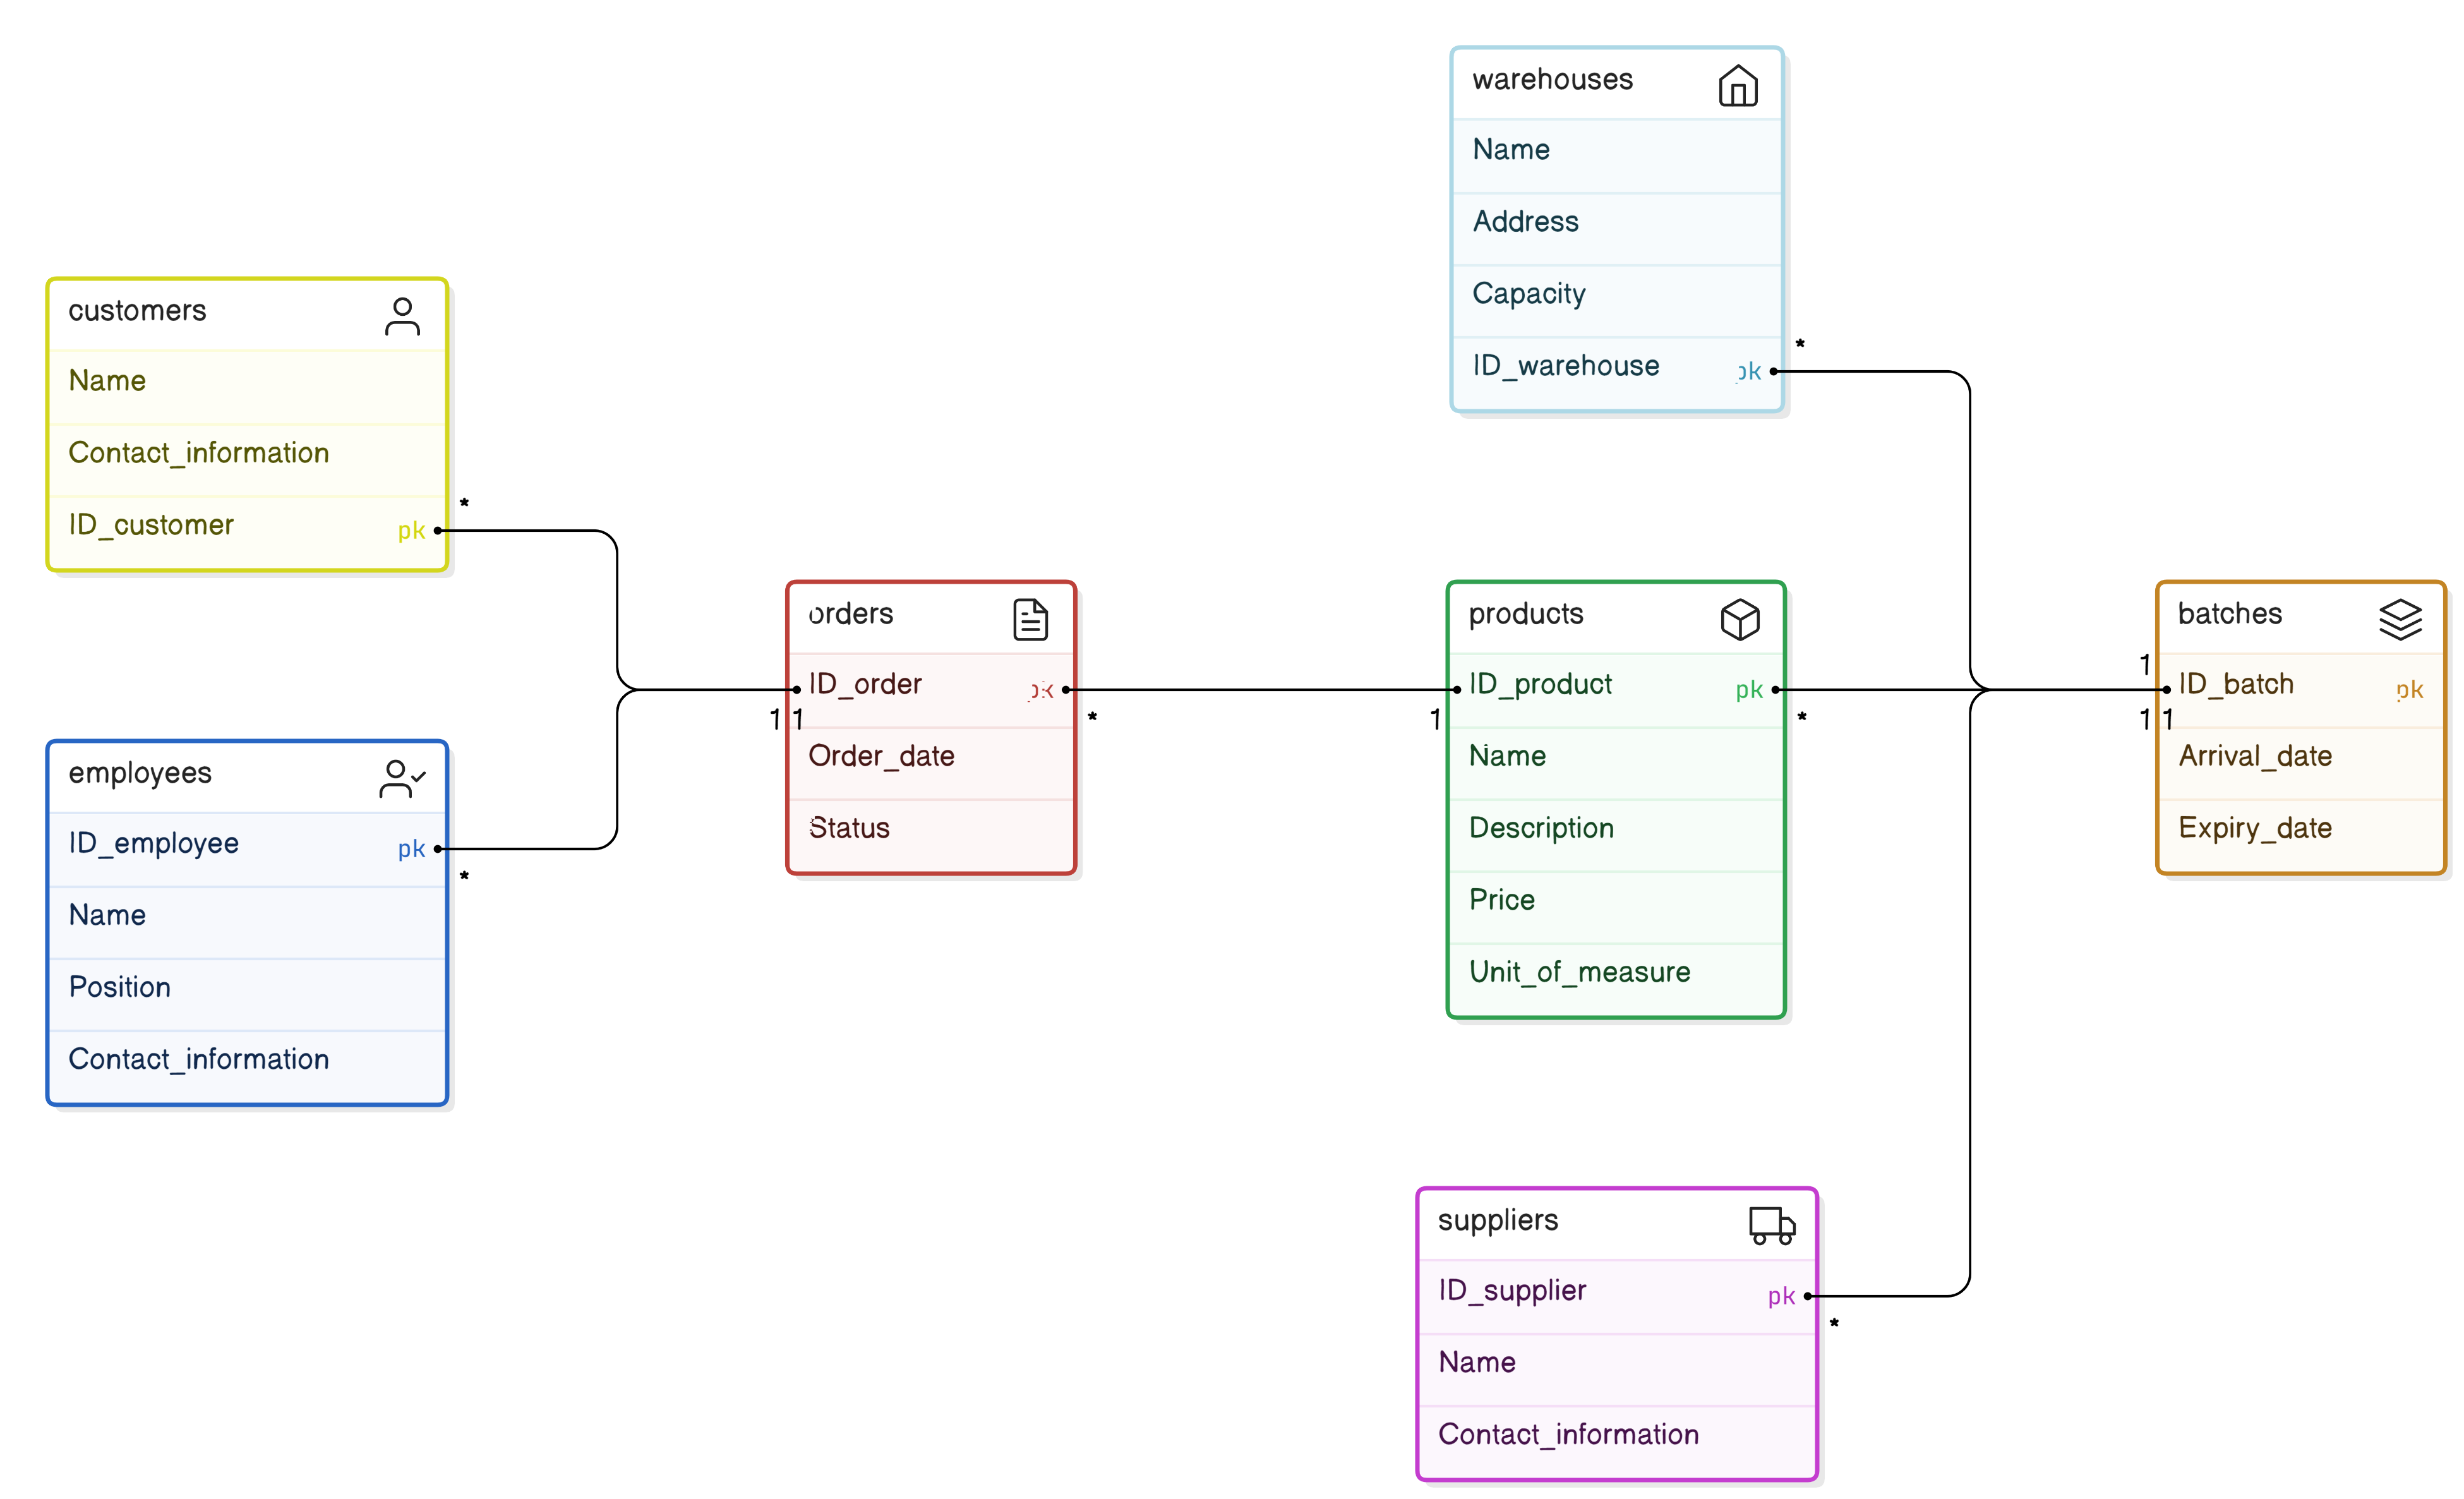 warehouses
Name
Address
Capacity
ID_warehouse pk
*
customers
Name
Contact_information
ID_customer pk
*
orders
ID_order pk
1 1
*
Order_date
Status
products
1
ID_product pk
*
Name
Description
Price
Unit_of_measure
batches
1
ID_batch pk
1 1
Arrival_date
Expiry_date
employees
ID_employee pk
*
Name
Position
Contact_information
suppliers
ID_supplier pk
*
Name
Contact_information